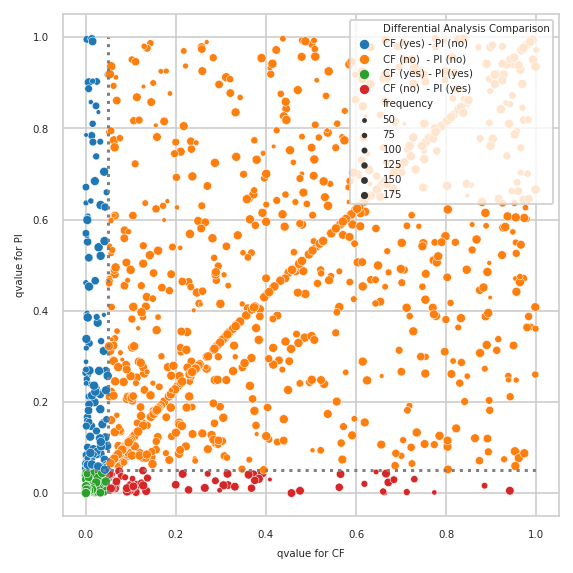 Differential Analysis Comparison
CF (yes) - PI (no)
CF (no)  - PI (no)
CF (yes) - PI (yes)
CF (no)  - PI (yes)
frequency
50
75
100
125
150
175
1.0
0.8
0.6
0.4
0.2
0.0
qvalue for PI
0.0 0.2 0.4 0.6 0.8 1.0
qvalue for CF